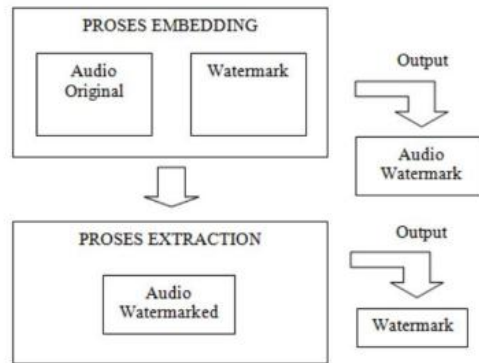 PROSES EMBEDDING
Audio
Original
Watermark
Output
Audio
Watermark
PROSES EXTRACTION
Audio
Watermarked
Output
Watermark